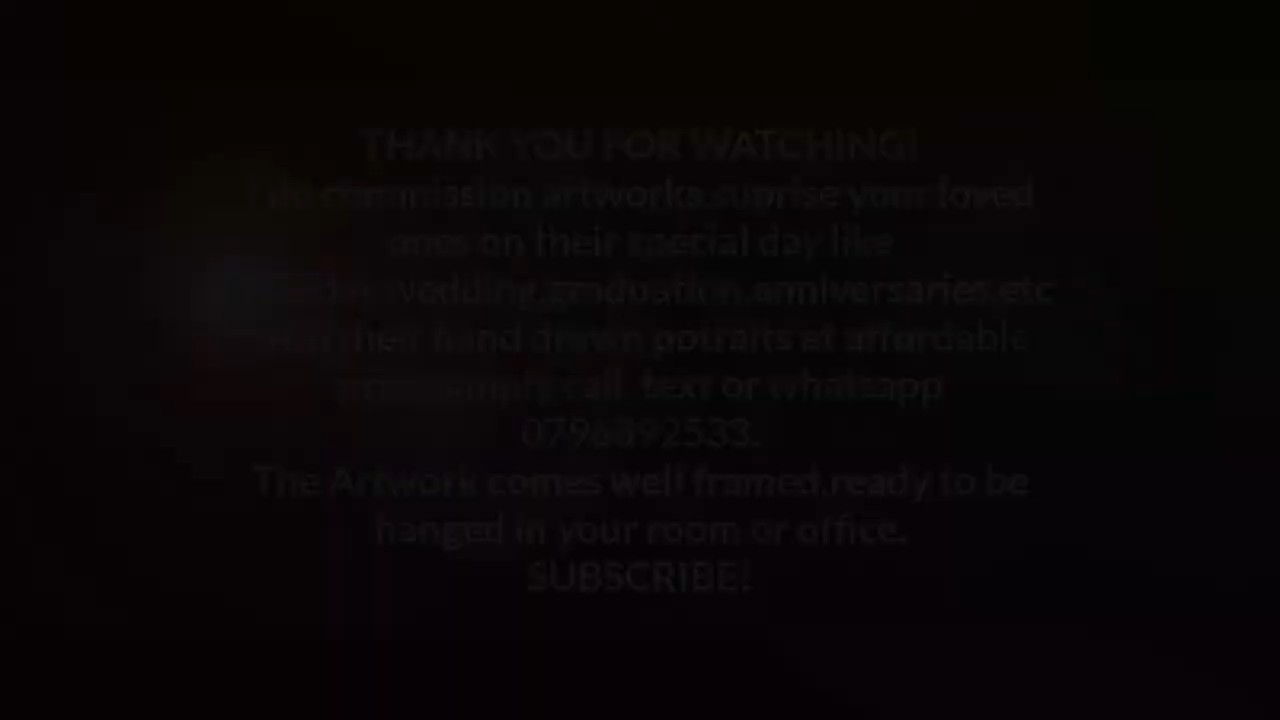 THANK YOU FOR WATCHING!
I do commission artworks,suprise your loved
ones on their special day like
wedding,graduation,anniversaries,etc
their hand drawn potraits at affordable
call, text or whatsapp
The Artwork comes well framed,ready to be
hanged in your room or office.
SUBSCRIBE!